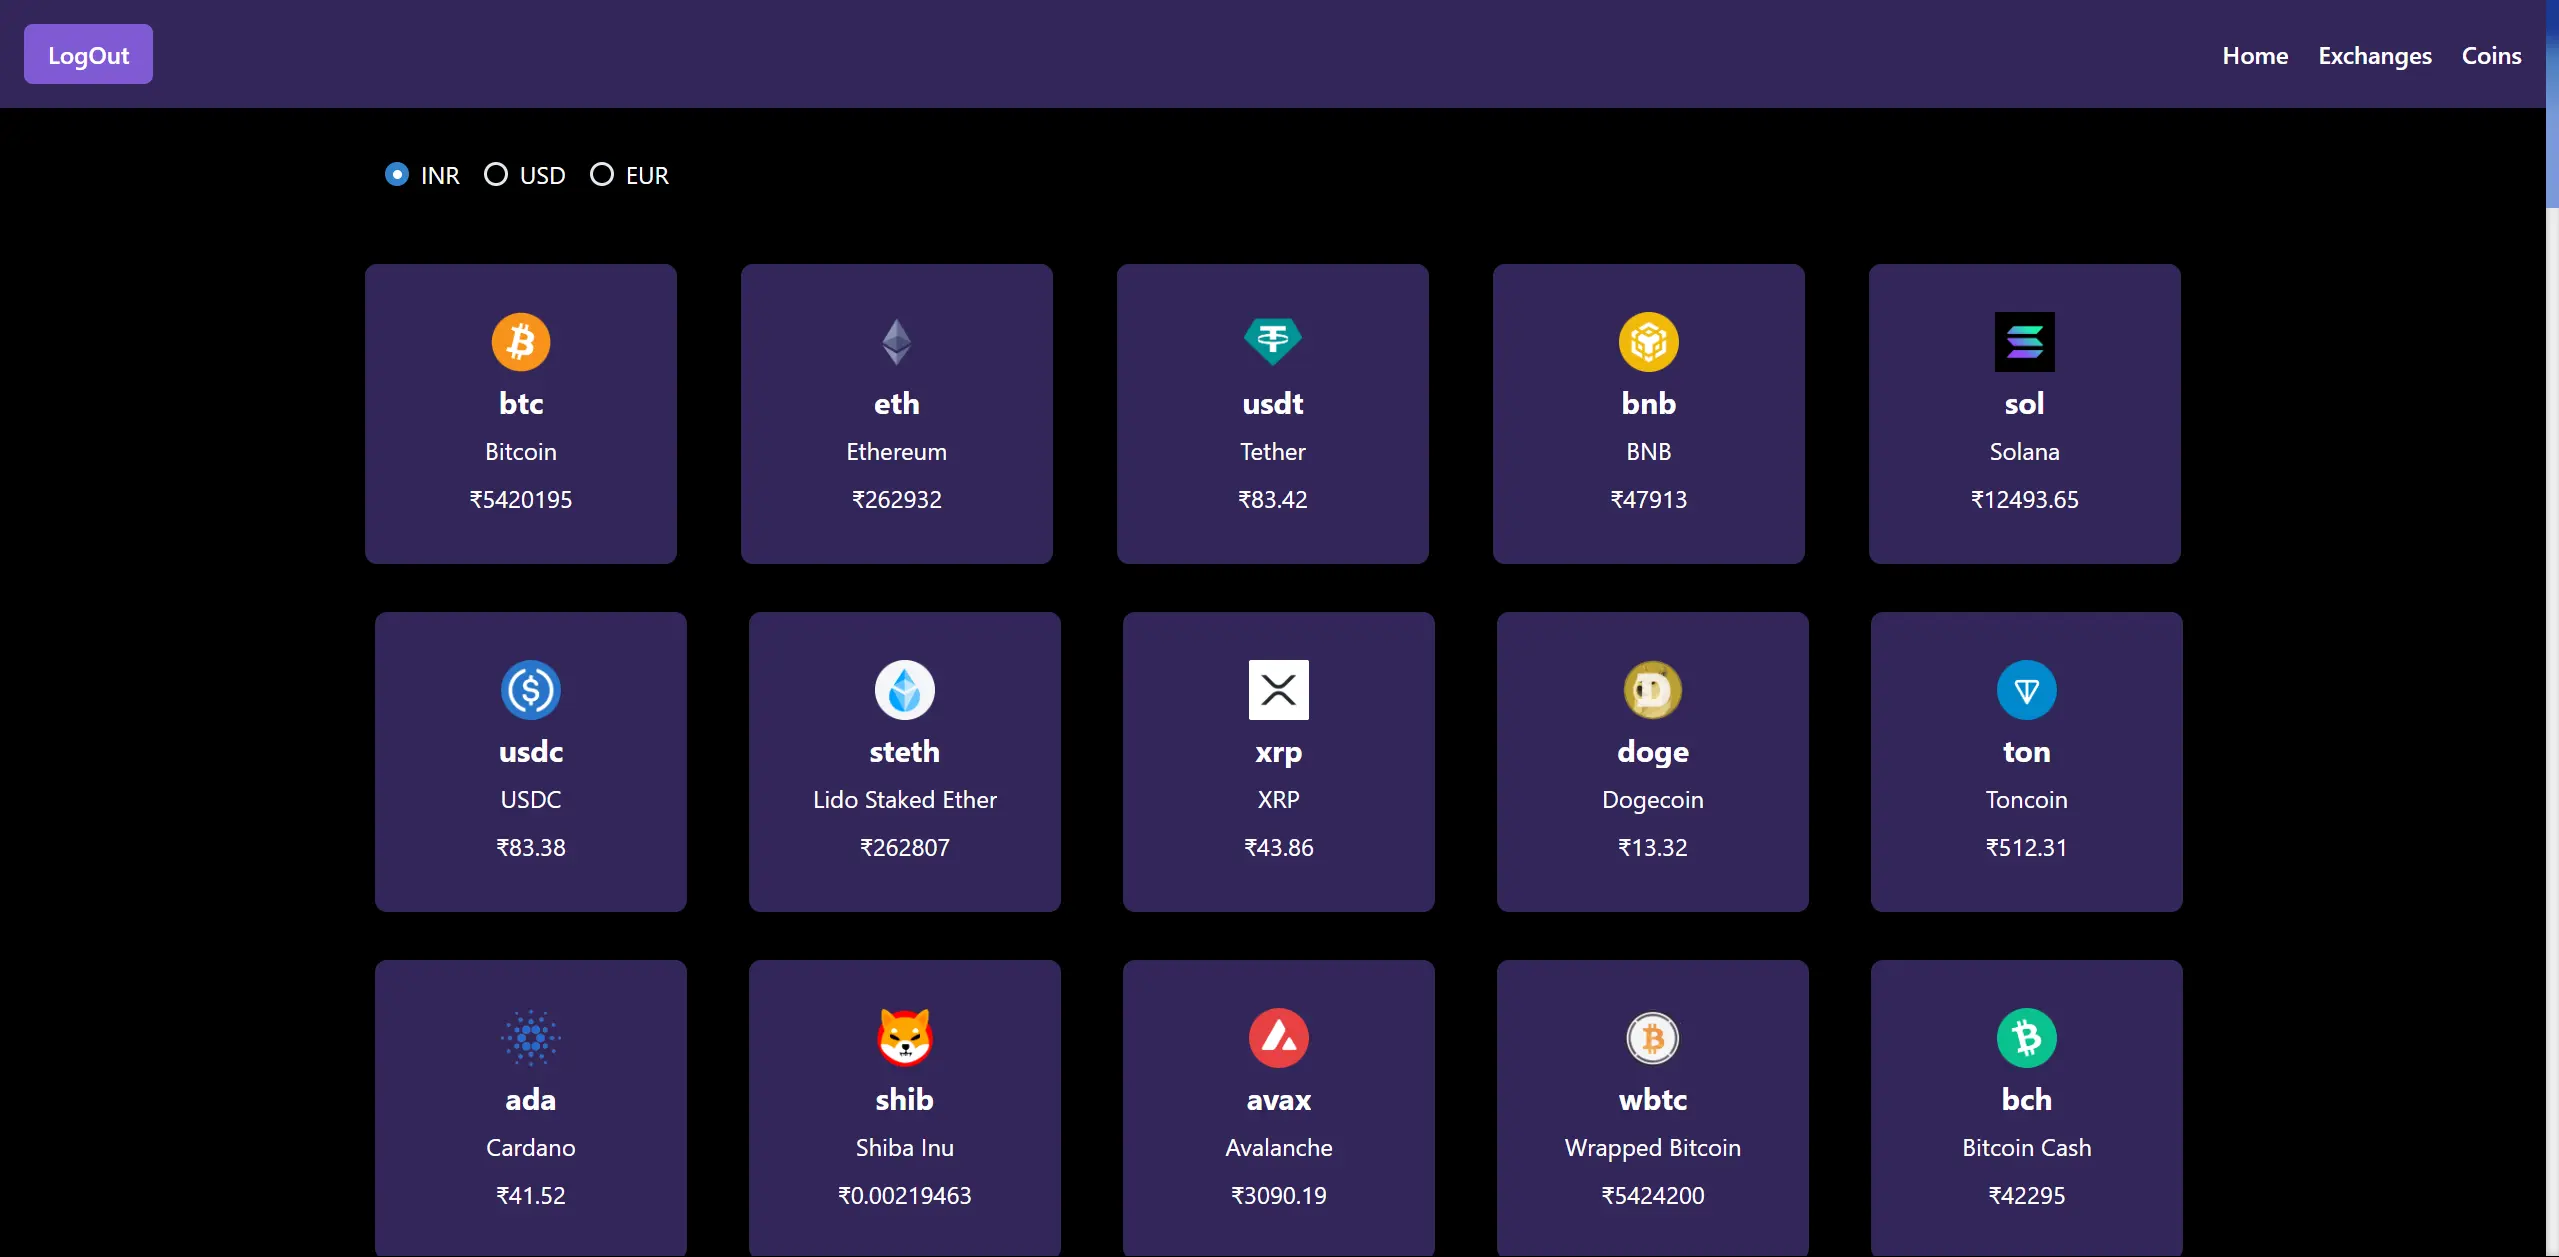 LogOut
Home Exchanges Coins
INR USD EUR
btc eth usdt bnb sol
Bitcoin Ethereum Tether BNB Solana
₹5420195 ₹262932 ₹83.42 ₹47913 ₹12493.65
usdc steth xrp doge ton
USDC Lido Staked Ether XRP Dogecoin Toncoin
₹83.38 ₹262807 ₹43.86 ₹13.32 ₹512.31
ada shib avax wbtc bch
Cardano Shiba Inu Avalanche Wrapped Bitcoin Bitcoin Cash
₹41.52 ₹0.00219463 ₹3090.19 ₹5424200 ₹42295